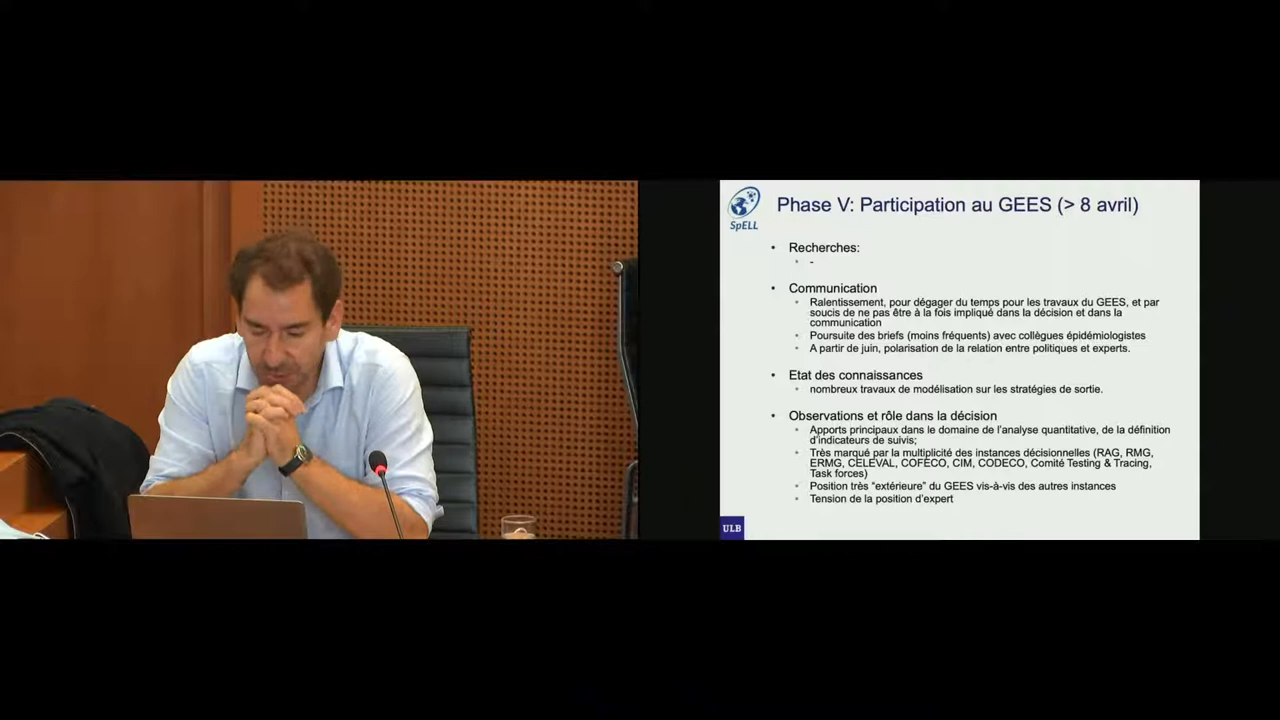 SpELL
Phase V: Participation au GEES (> 8 avril)
• Recherches:
• -
• Communication
• Ralentissement, pour dégager du temps pour les travaux du GEES, et par
soucis de ne pas être à la fois impliqué dans la décision et dans la
communication
• Poursuite des briefs (moins fréquents) avec collègues épidémiologistes
• A partir de juin, polarisation de la relation entre politiques et experts.
• Etat des connaissances
• nombreux travaux de modélisation sur les stratégies de sortie.
• Observations et rôle dans la décision
• Apports principaux dans le domaine de l'analyse quantitative, de la définition
d'indicateurs de suivis;
• Très marqué par la multiplicité des instances décisionnelles (RAG, RMG,
ERMG, CELEVAL, COFECO, CIM, CODECO, Comité Testing & Tracing,
Task forces)
• Position très "extérieure" du GEES vis-à-vis des autres instances
• Tension de la position d'expert
ULB